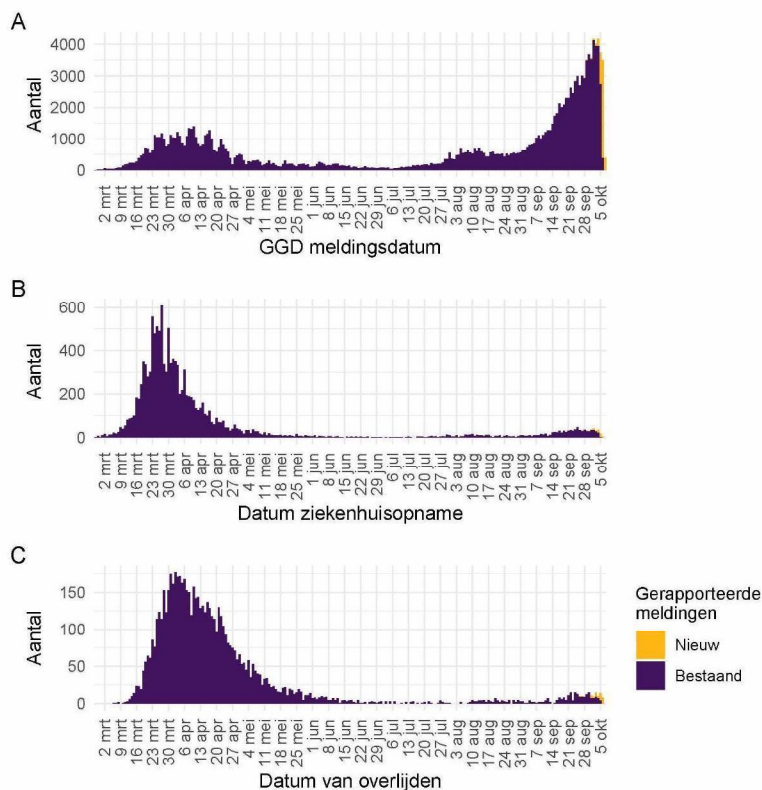 A
4000
3000
2000
1000
0
Aantal
2 mrt
9 mrt
16 mrt
23 mrt
30 mrt
6 apr
13 apr
20 apr
27 apr
4 mei
11 mei
18 mei
25 mei
1 jun
8 jun
15 jun
22 jun
29 jun
6 jul
13 jul
20 jul
27 jul
3 aug
10 aug
17 aug
24 aug
31 aug
7 sep
14 sep
21 sep
28 sep
5 okt
GGD meldingsdatum
B
600
400
200
0
Aantal
2 mrt
9 mrt
16 mrt
23 mrt
30 mrt
6 apr
13 apr
20 apr
27 apr
4 mei
11 mei
18 mei
25 mei
1 jun
8 jun
15 jun
22 jun
29 jun
6 jul
13 jul
20 jul
27 jul
3 aug
10 aug
17 aug
24 aug
31 aug
7 sep
14 sep
21 sep
28 sep
5 okt
Datum ziekenhuisopname
C
150
100
50
0
Aantal
2 mrt
9 mrt
16 mrt
23 mrt
30 mrt
6 apr
13 apr
20 apr
27 apr
4 mei
11 mei
18 mei
25 mei
1 jun
8 jun
15 jun
22 jun
29 jun
6 jul
13 jul
20 jul
27 jul
3 aug
10 aug
17 aug
24 aug
31 aug
7 sep
14 sep
21 sep
28 sep
5 okt
Datum van overlijden
Gerapporteerde
meldingen
Nieuw
Bestaand